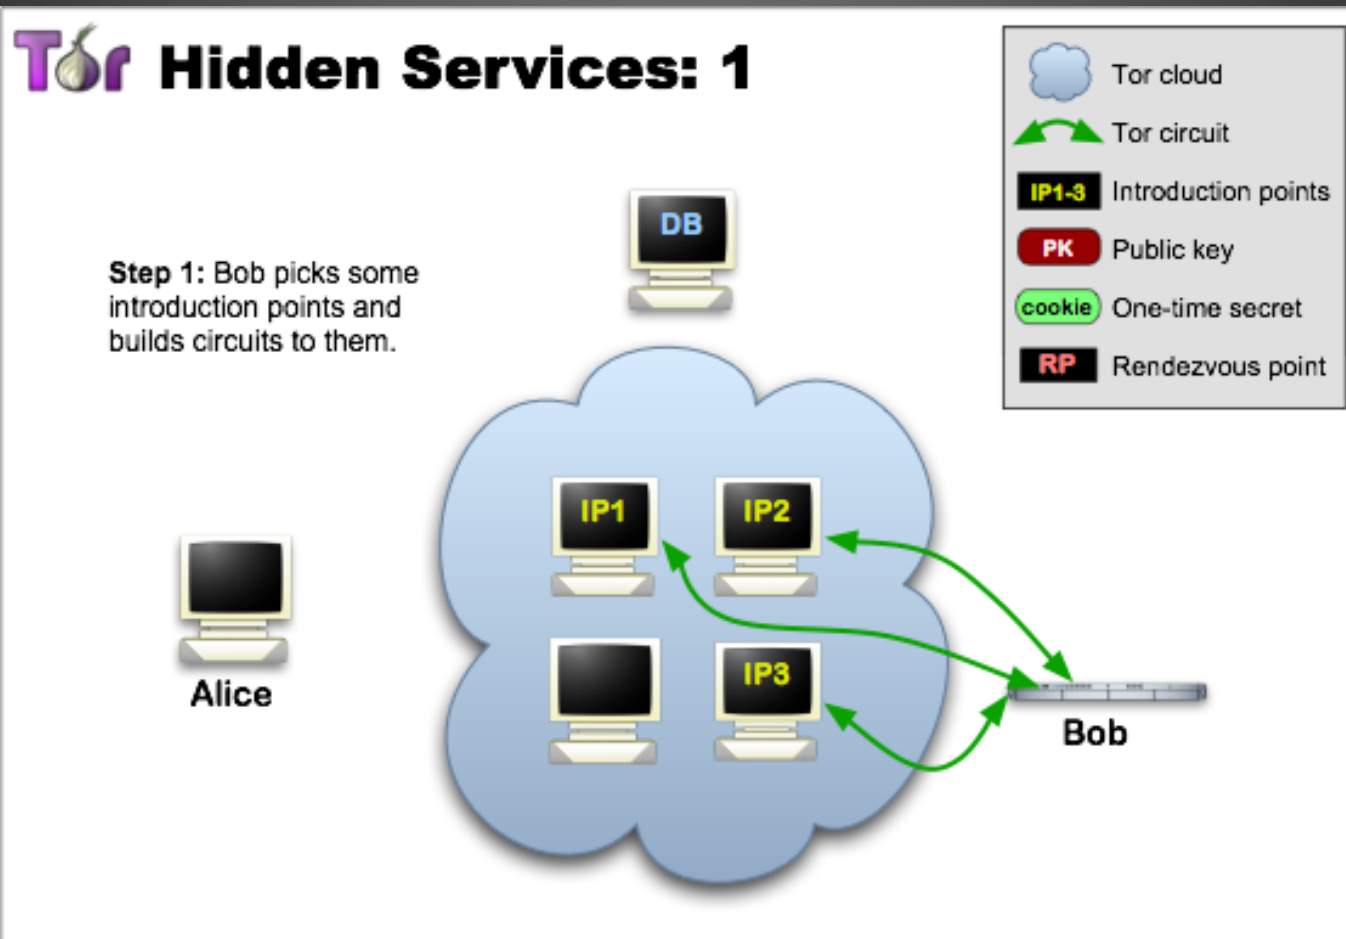 Tor Hidden Services: 1
Tor cloud
Tor circuit
IP1-3 Introduction points
PK Public key
cookie One-time secret
RP Rendezvous point
DB
Step 1: Bob picks some
introduction points and
builds circuits to them.
IP1 IP2
IP3
Alice
Bob